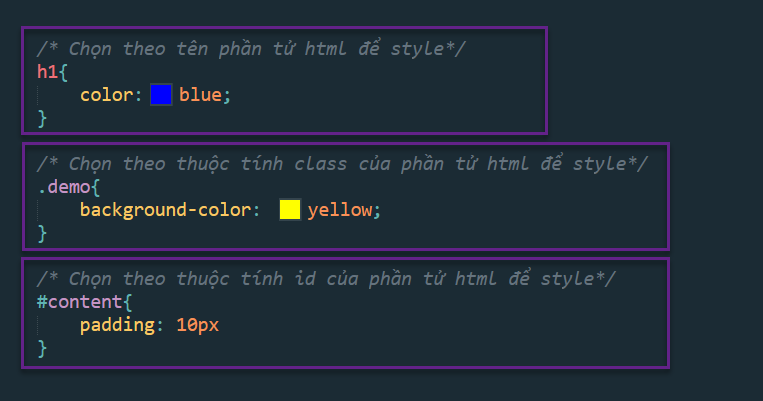 /* Chọn theo tên phần tử html để style*/
h1{
color: blue;
}
/* Chọn theo thuộc tính class của phần tử html để style*/
.demo{
background-color: yellow;
}
/* Chọn theo thuộc tính id của phần tử html để style*/
#content{
padding: 10px
}